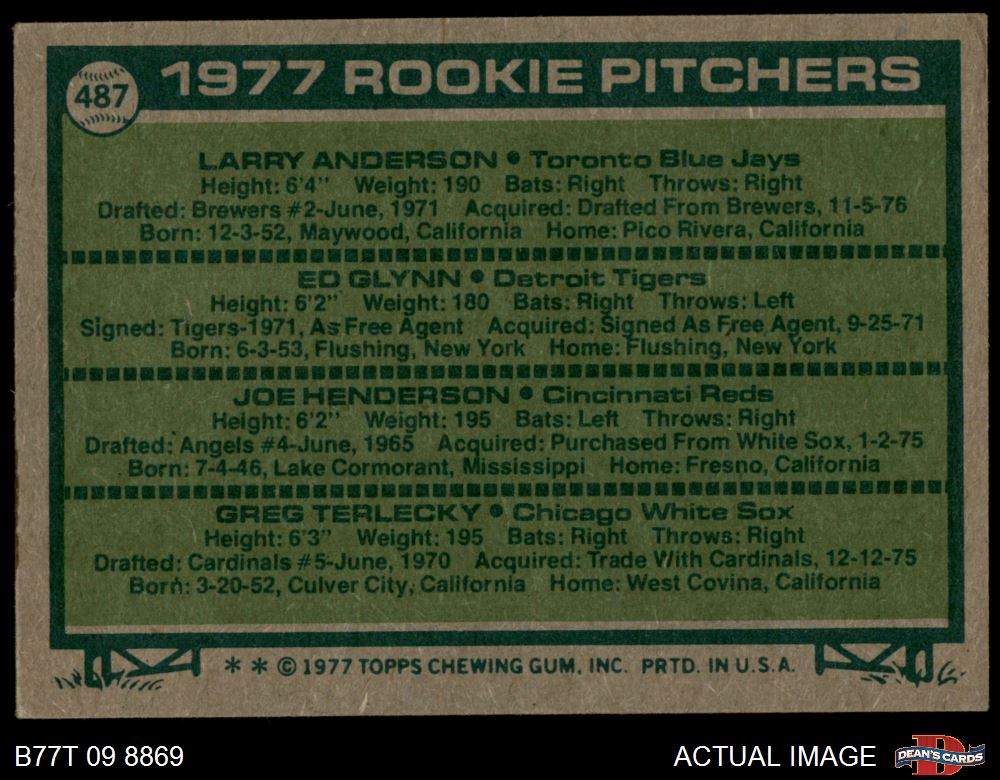 487
1977 ROOKIE PITCHERS
LARRY ANDERSON • Toronto Blue Jays
Height: 6'4" Weight: 190 Bats: Right Throws: Right
Drafted: Brewers #2-June, 1971 Acquired: Drafted From Brewers, 11-5-76
Born: 12-3-52, Maywood, California Home: Pico Rivera, California
ED GLYNN • Detroit Tigers
Height: 6'2" Weight: 180 Bats: Right Throws: Left
Signed: Tigers-1971, As Free Agent Acquired: Signed As Free Agent, 9-25-71
Born: 6-3-53, Flushing, New York Home: Flushing, New York
JOE HENDERSON • Cincinnati Reds
Height: 6'2" Weight: 195 Bats: Left Throws: Right
Drafted: Angels #4-June, 1965 Acquired: Purchased From White Sox, 1-2-75
Born: 7-4-46, Lake Cormorant, Mississippi Home: Fresno, California
GREG TERLECKY • Chicago White Sox
Height: 6'3" Weight: 195 Bats: Right Throws: Right
Drafted: Cardinals #5-June, 1970 Acquired: Trade With Cardinals, 12-12-75
Born: 3-20-52, Culver City, California Home: West Covina, California
* * © 1977 TOPPS CHEWING GUM, INC. PRTD. IN U.S.A.
B77T 09 8869
ACTUAL IMAGE
D
DEAN'S CARDS